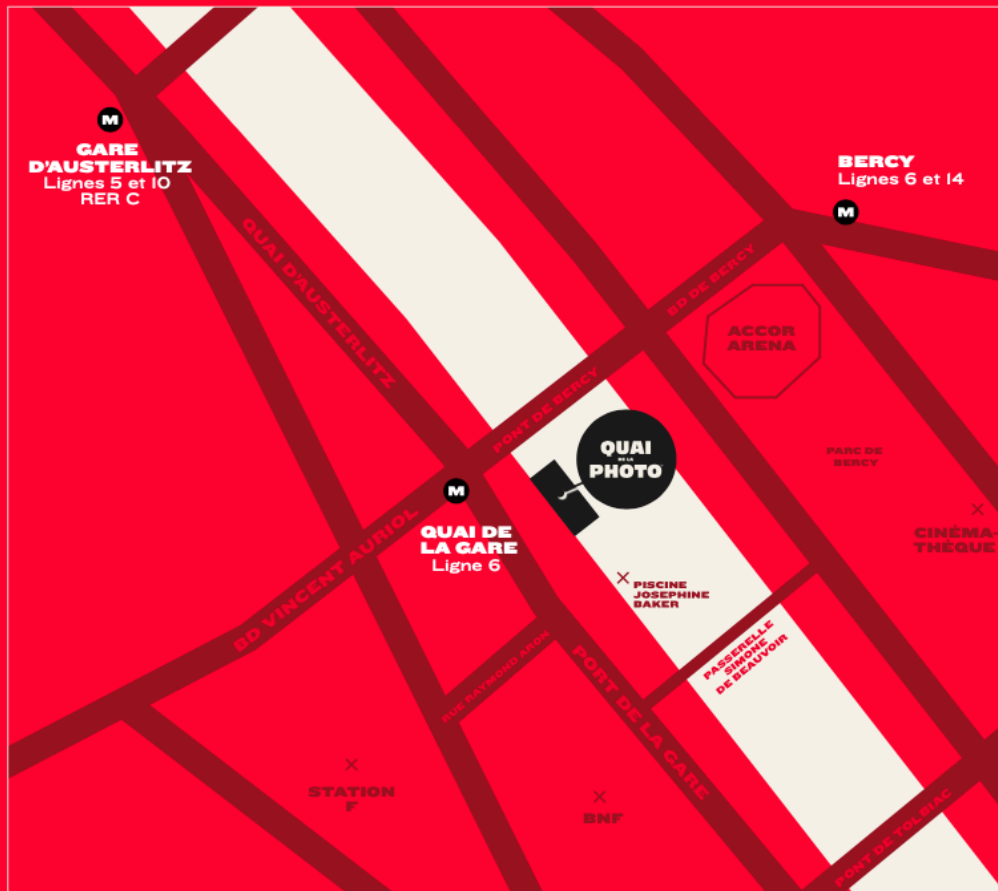 M
GARE
D'AUSTERLITZ
Lignes 5 et 10
RER C
BERCY
Lignes 6 et 14
M
QUAI D'AUSTERLITZ
BD DE BERCY
ACCOR
ARENA
PONT DE BERCY
QUAI
DE LA
PHOTO
PARC DE
BERCY
M
QUAI DE
LA GARE
Ligne 6
CINÉMA-
THÉQUE
BD VINCENT AURIOL
PISCINE
JOSEPHINE
BAKER
PASSERELLE
SIMONE
DE BEAUVOIR
RUE RAYMOND ARON
PORT DE LA GARE
STATION
F
BNF
PONT DE TOLBIAC